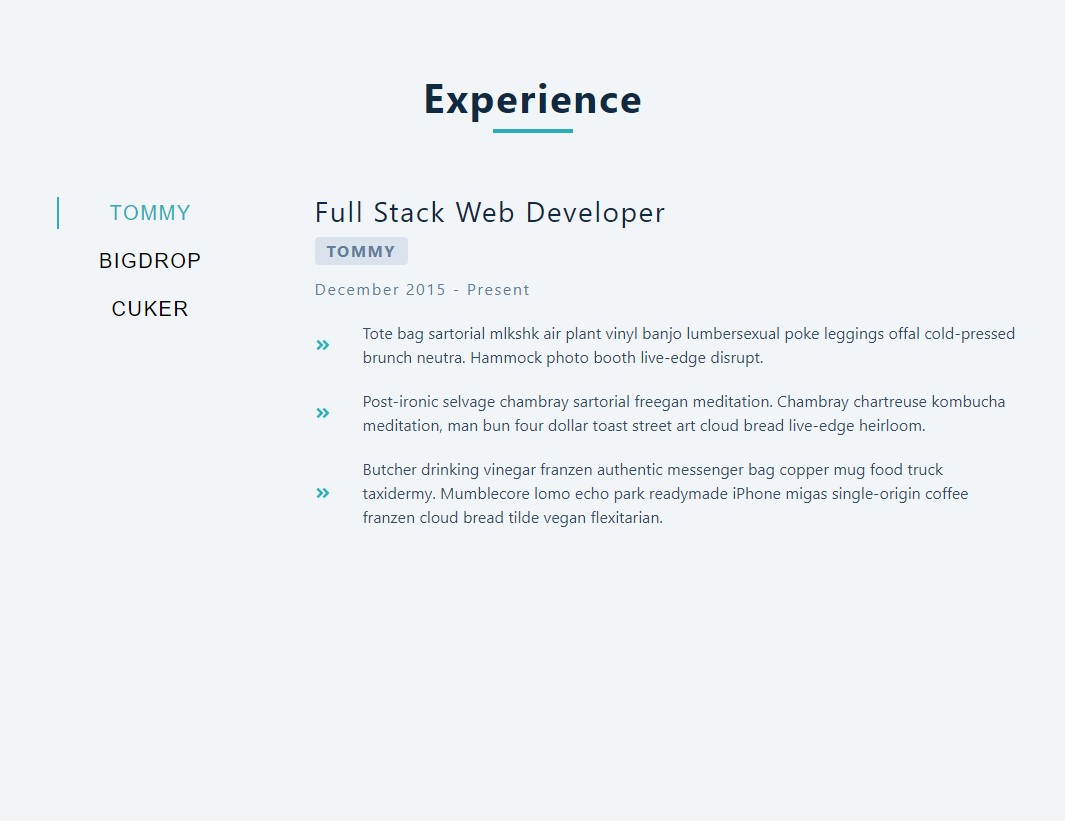 Experience
TOMMY
BIGDROP
CUKER
Full Stack Web Developer
TOMMY
December 2015 - Present
Tote bag sartorial mlkshk air plant vinyl banjo lumbersexual poke leggings offal cold-pressed
brunch neutra. Hammock photo booth live-edge disrupt.
Post-ironic selvage chambray sartorial freegan meditation. Chambray chartreuse kombucha
meditation, man bun four dollar toast street art cloud bread live-edge heirloom.
Butcher drinking vinegar franzen authentic messenger bag copper mug food truck
taxidermy. Mumblecore lomo echo park readymade iPhone migas single-origin coffee
franzen cloud bread tilde vegan flexitarian.